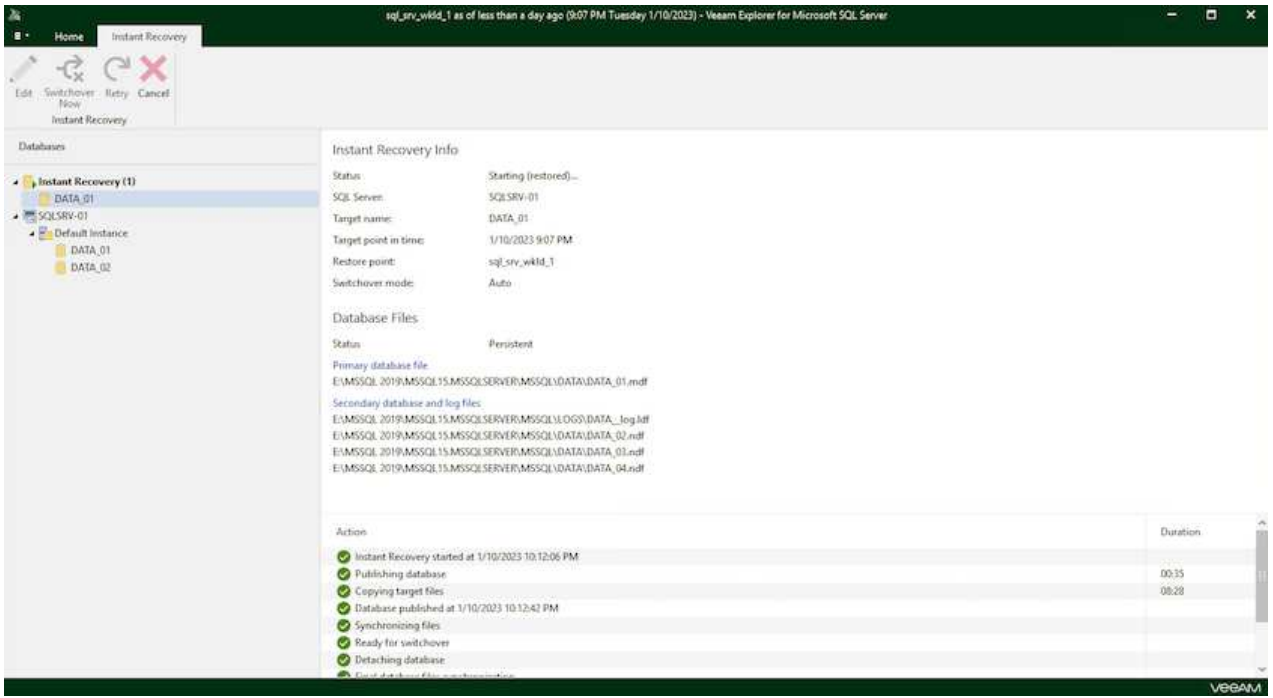 sql_srv_wkld_1 as of less than a day ago (9:07 PM Tuesday 1/10/2023) - Veeam Explorer for Microsoft SQL Server
Home Instant Recovery
Edit Switchover Now Retry Cancel
Instant Recovery
Databases
Instant Recovery (1)
DATA_01
SQLSRV-01
Default Instance
DATA_01
DATA_02
Instant Recovery Info
Status Starting (restored)...
SQL Server: SQLSRV-01
Target name: DATA_01
Target point in time: 1/10/2023 9:07 PM
Restore point: sql_srv_wkld_1
Switchover mode: Auto
Database Files
Status Persistent
Primary database file
E:\MSSQL 2019\MSSQL15.MSSQLSERVER\MSSQL\DATA\DATA_01.mdf
Secondary database and log files
E:\MSSQL 2019\MSSQL15.MSSQLSERVER\MSSQL\LOGS\DATA__log.ldf
E:\MSSQL 2019\MSSQL15.MSSQLSERVER\MSSQL\DATA\DATA_02.ndf
E:\MSSQL 2019\MSSQL15.MSSQLSERVER\MSSQL\DATA\DATA_03.ndf
E:\MSSQL 2019\MSSQL15.MSSQLSERVER\MSSQL\DATA\DATA_04.ndf
Action Duration
Instant Recovery started at 1/10/2023 10:12:06 PM
Publishing database 00:35
Copying target files 08:28
Database published at 1/10/2023 10:12:42 PM
Synchronizing files
Ready for switchover
Detaching database
Final database files synchronization
veeam